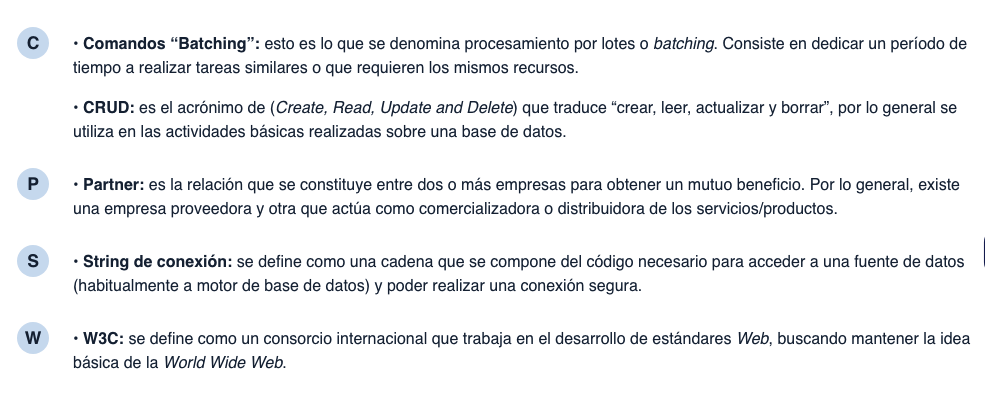 C
• Comandos “Batching”: esto es lo que se denomina procesamiento por lotes o batching. Consiste en dedicar un período de
tiempo a realizar tareas similares o que requieren los mismos recursos.
• CRUD: es el acrónimo de (Create, Read, Update and Delete) que traduce “crear, leer, actualizar y borrar”, por lo general se
utiliza en las actividades básicas realizadas sobre una base de datos.
P
• Partner: es la relación que se constituye entre dos o más empresas para obtener un mutuo beneficio. Por lo general, existe
una empresa proveedora y otra que actúa como comercializadora o distribuidora de los servicios/productos.
S
• String de conexión: se define como una cadena que se compone del código necesario para acceder a una fuente de datos
(habitualmente a motor de base de datos) y poder realizar una conexión segura.
W
• W3C: se define como un consorcio internacional que trabaja en el desarrollo de estándares Web, buscando mantener la idea
básica de la World Wide Web.